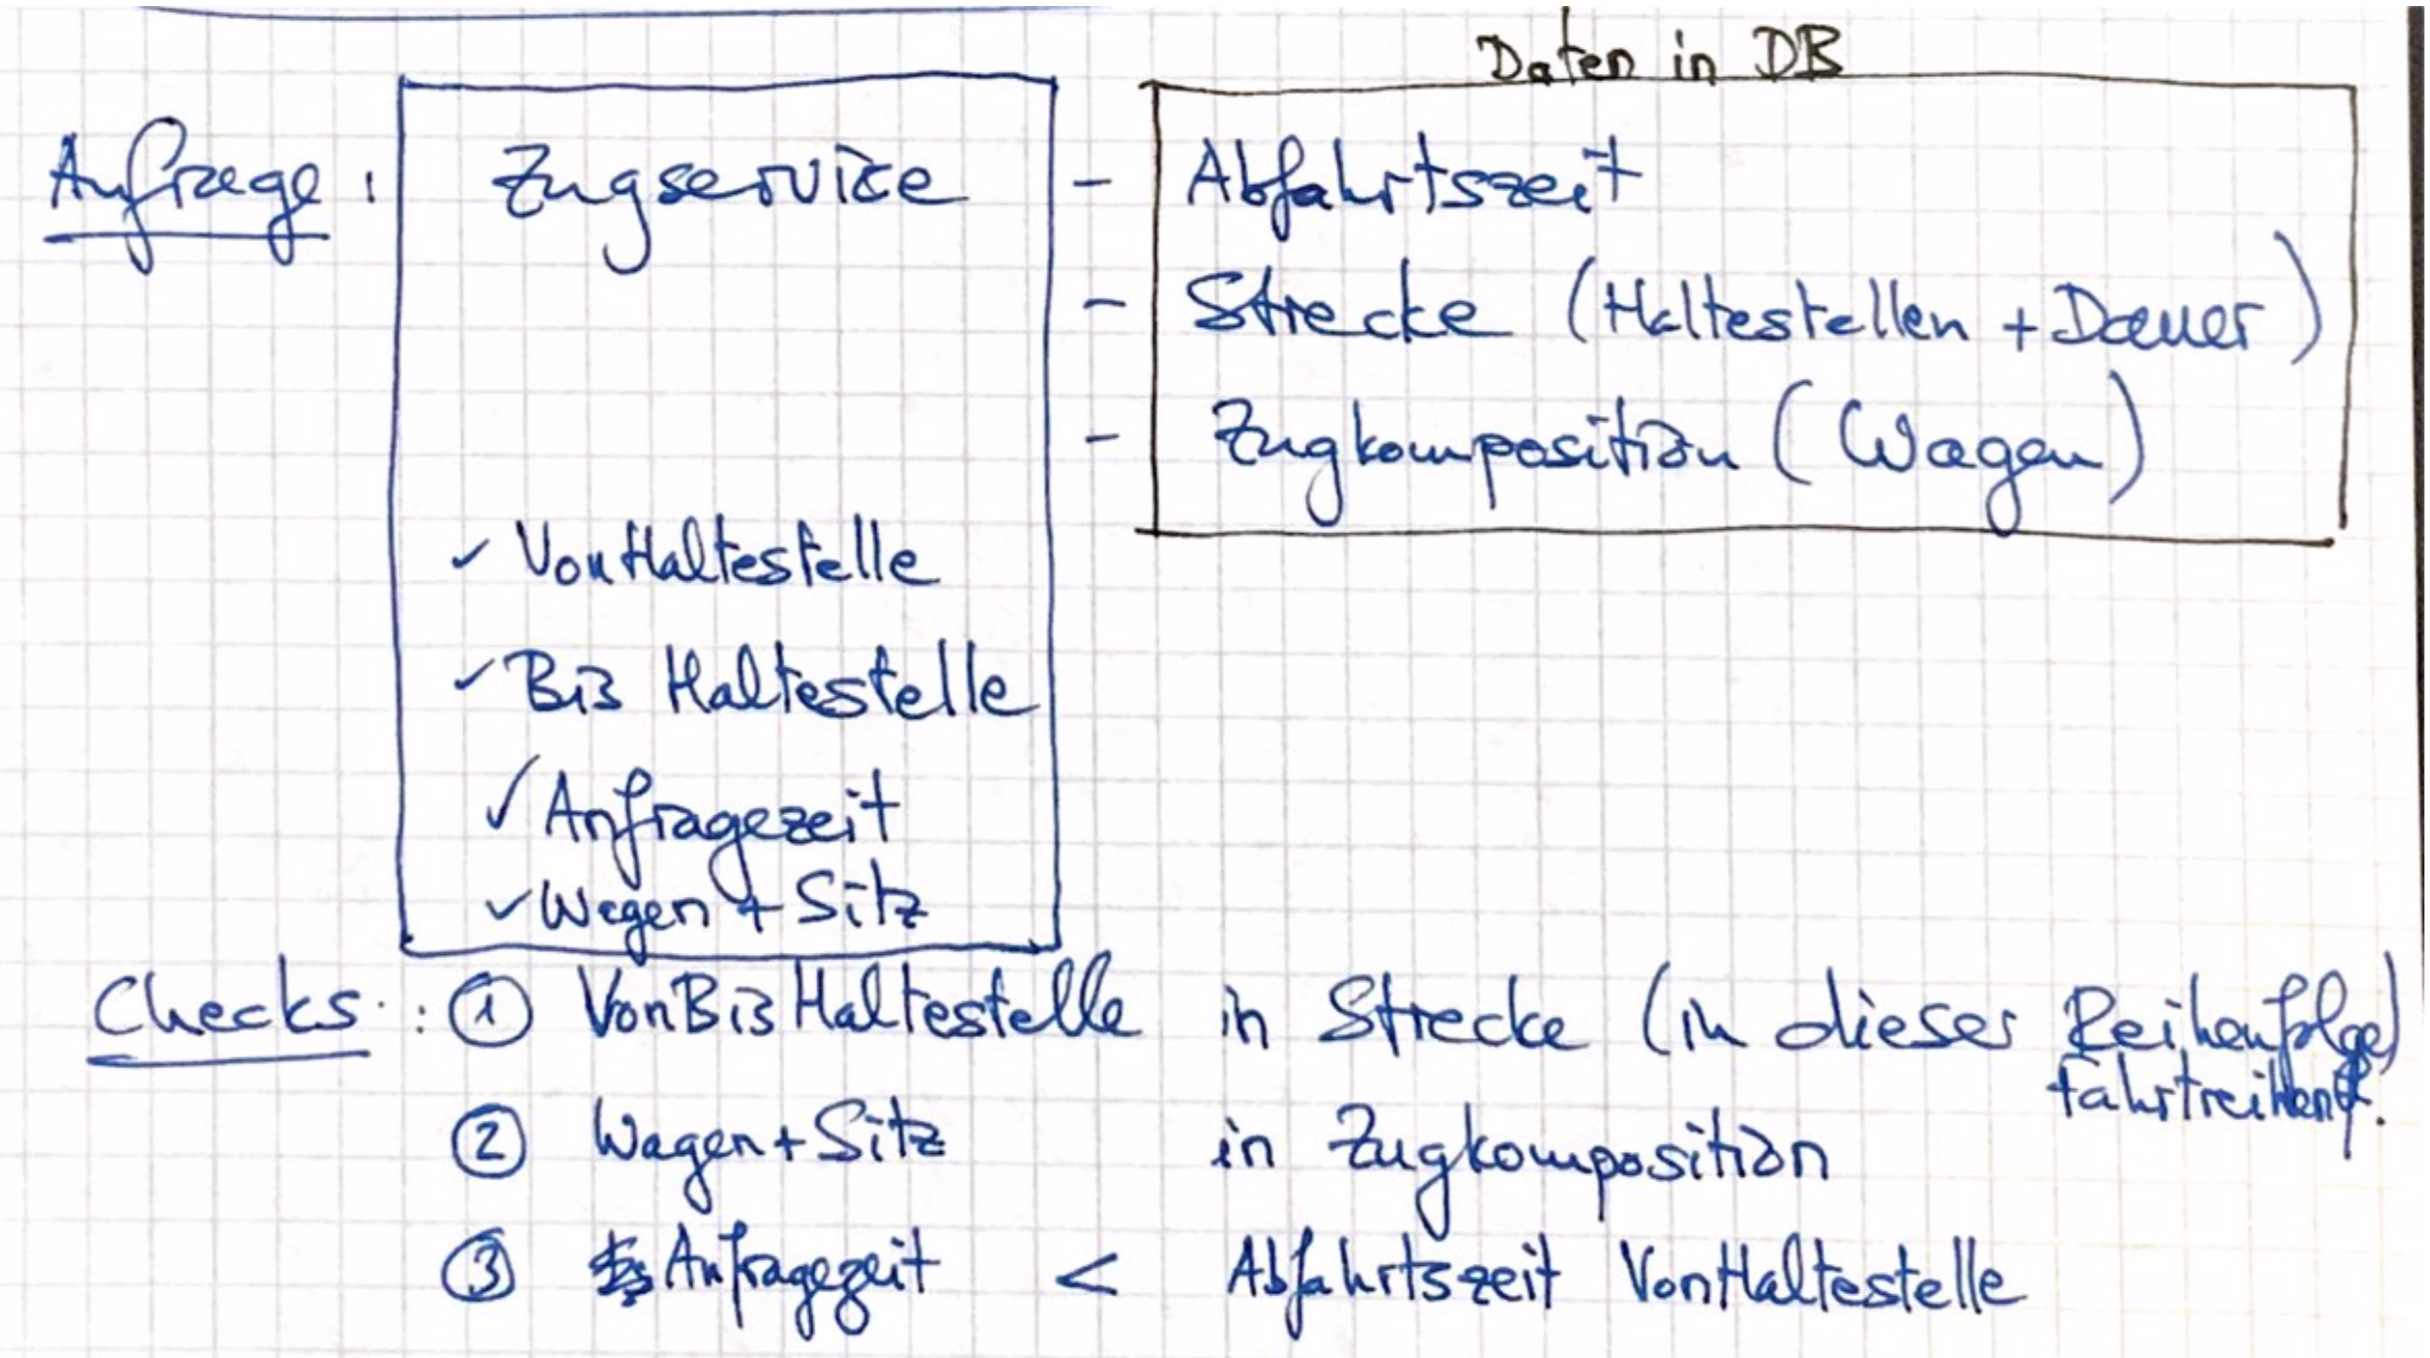 Daten in DB
Anfrage: Zugservice - Abfahrtszeit
- Strecke (Haltestellen + Dauer)
- Zugkomposition (Wagen)
✓ VonHaltestelle
✓ Bis Haltestelle
✓ Anfragezeit
✓ Wagen + Sitz
Checks: ① VonBisHaltestelle in Strecke (in dieser Reihenfolge)
② Wagen + Sitz in Zugkomposition
③ Anfragezeit < Abfahrtszeit VonHaltestelle